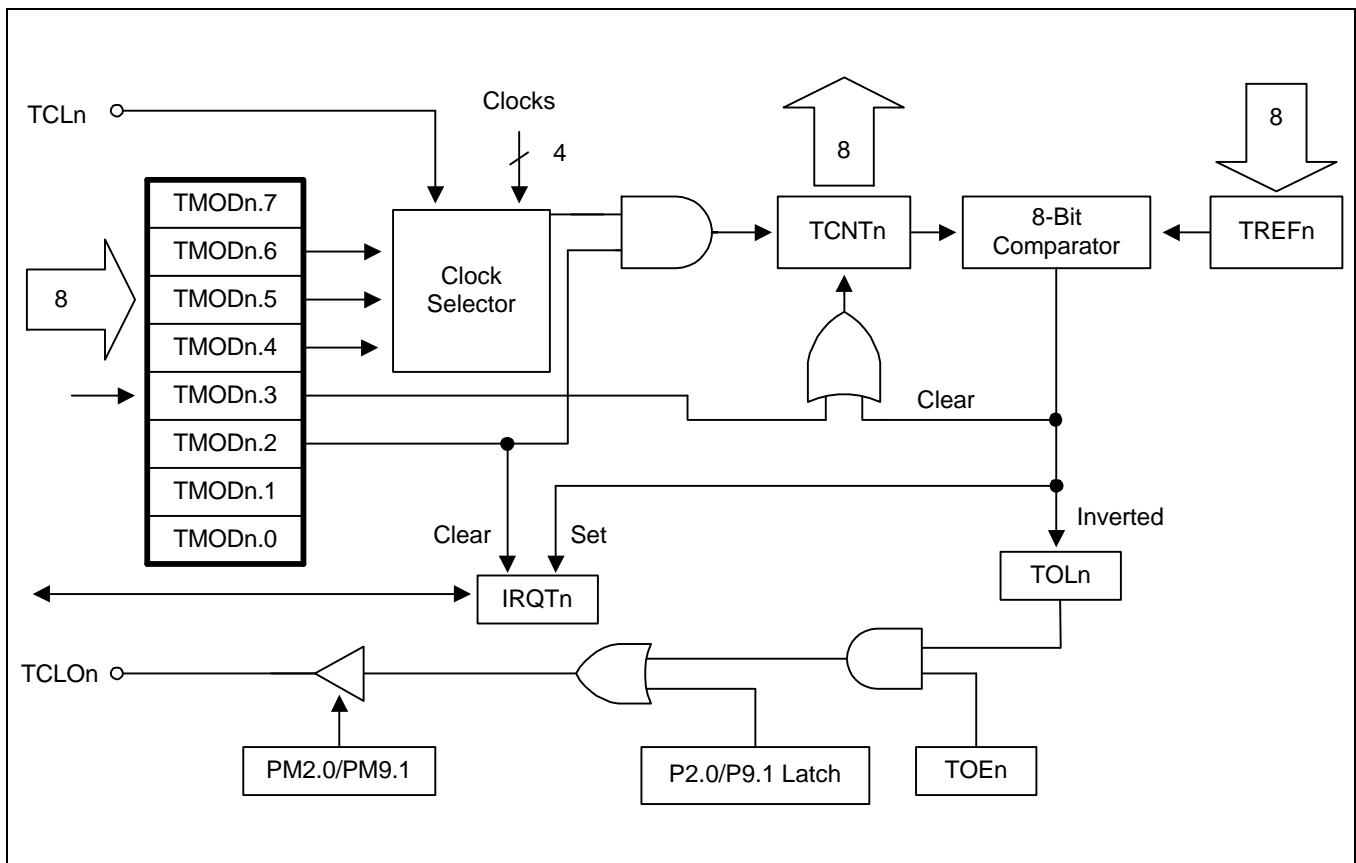 TCLn
Clocks
4
8
8
TMODn.7
TMODn.6
TMODn.5
TMODn.4
TMODn.3
TMODn.2
TMODn.1
TMODn.0
8
Clock
Selector
TCNTn
8-Bit
Comparator
TREFn
Clear
Clear
Set
Inverted
IRQTn
TOLn
TCLOn
PM2.0/PM9.1
P2.0/P9.1 Latch
TOEn